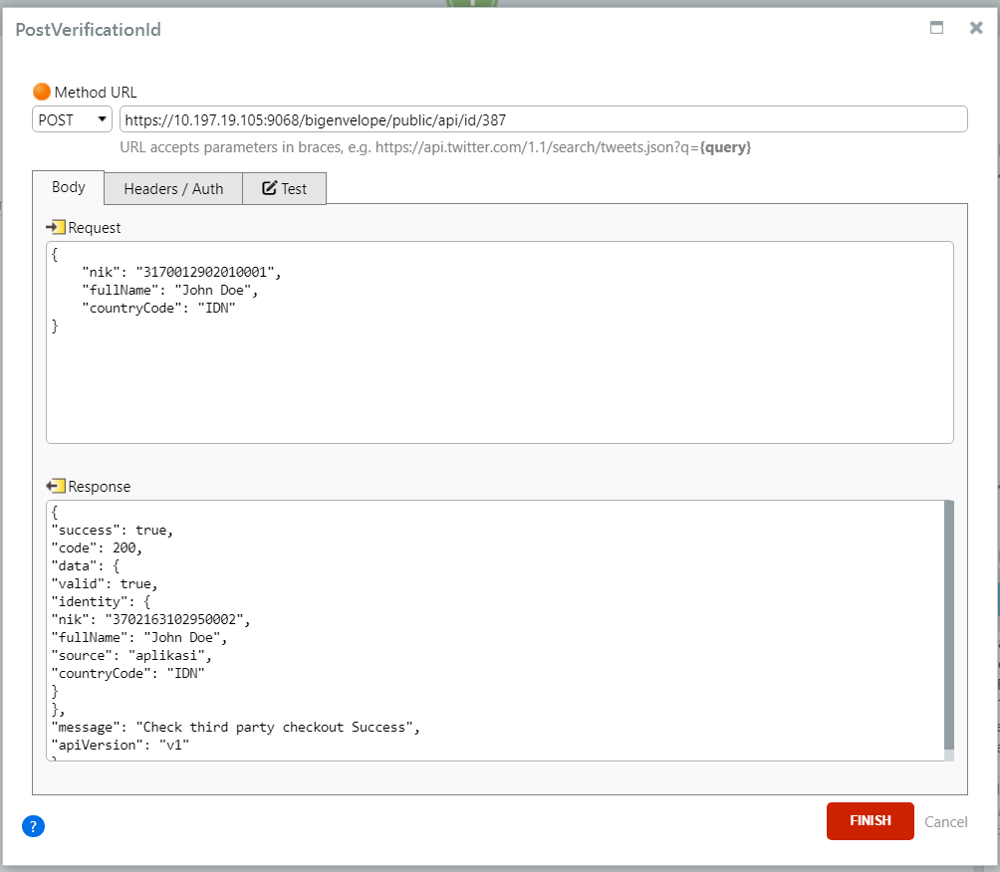 PostVerificationId
Method URL
POST
https://10.197.19.105:9068/bigenvelope/public/api/id/387
URL accepts parameters in braces, e.g. https://api.twitter.com/1.1/search/tweets.json?q={query}
Body
Headers / Auth
Test
Request
{
"nik": "3170012902010001",
"fullName": "John Doe",
"countryCode": "IDN"
}
Response
{
"success": true,
"code": 200,
"data": {
"valid": true,
"identity": {
"nik": "3702163102950002",
"fullName": "John Doe",
"source": "aplikasi",
"countryCode": "IDN"
}
},
"message": "Check third party checkout Success",
"apiVersion": "v1"
?
FINISH
Cancel